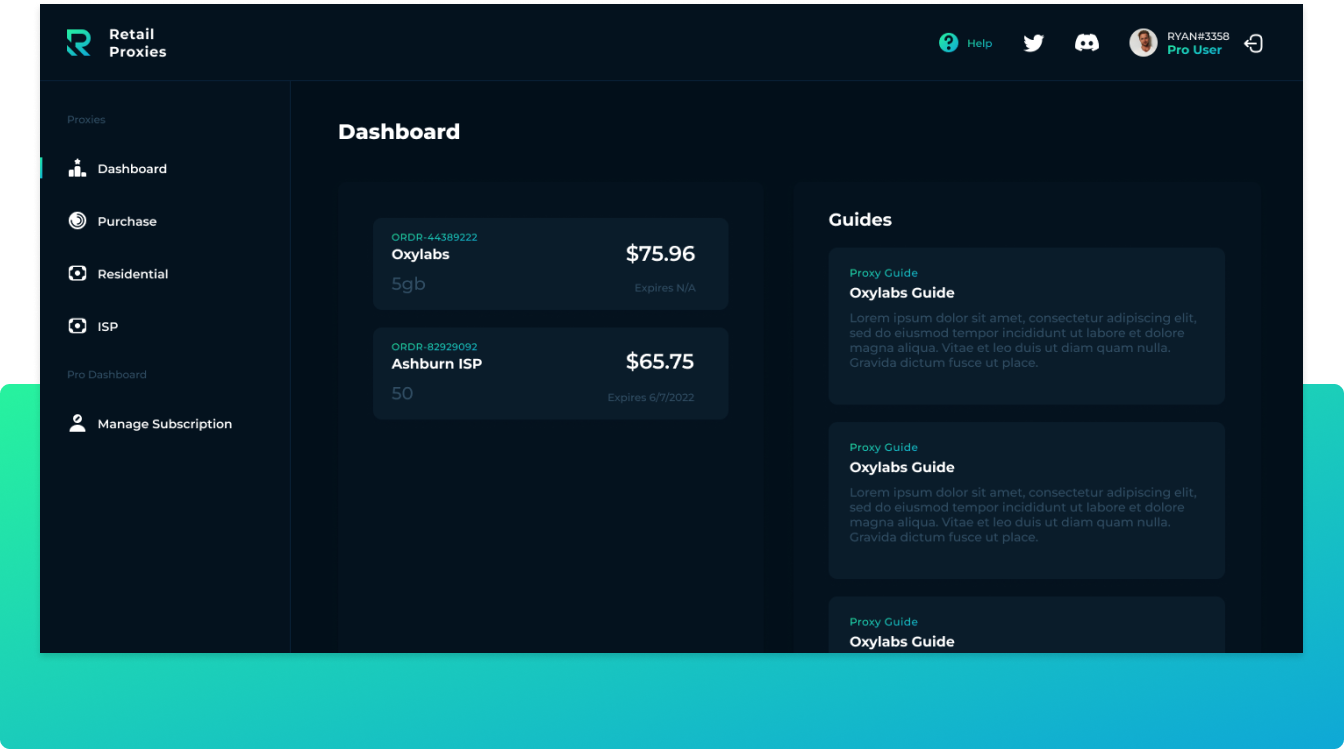 Retail
Proxies
Help
RYAN#3358
Pro User
Proxies
Dashboard
Purchase
Residential
ISP
Pro Dashboard
Manage Subscription
Dashboard
ORDR-44389222
Oxylabs
$75.96
5gb
Expires N/A
ORDR-82929092
Ashburn ISP
$65.75
50
Expires 6/7/2022
Guides
Proxy Guide
Oxylabs Guide
Lorem ipsum dolor sit amet, consectetur adipiscing elit,
sed do eiusmod tempor incididunt ut labore et dolore
magna aliqua. Vitae et leo duis ut diam quam nulla.
Gravida dictum fusce ut place.
Proxy Guide
Oxylabs Guide
Lorem ipsum dolor sit amet, consectetur adipiscing elit,
sed do eiusmod tempor incididunt ut labore et dolore
magna aliqua. Vitae et leo duis ut diam quam nulla.
Gravida dictum fusce ut place.
Proxy Guide
Oxylabs Guide